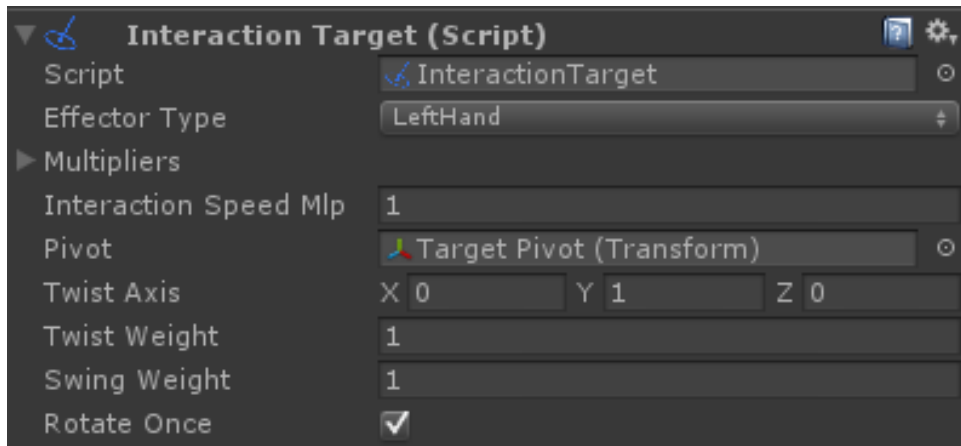 Interaction Target (Script)
Script InteractionTarget
Effector Type LeftHand
Multipliers
Interaction Speed Mlp 1
Pivot Target Pivot (Transform)
Twist Axis X 0 Y 1 Z 0
Twist Weight 1
Swing Weight 1
Rotate Once